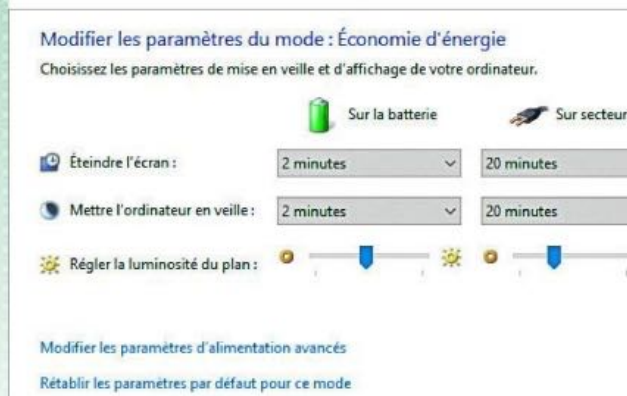 Modifier les paramètres du mode : Économie d'énergie
Choisissez les paramètres de mise en veille et d'affichage de votre ordinateur.
Sur la batterie Sur secteur
Éteindre l'écran : 2 minutes 20 minutes
Mettre l'ordinateur en veille : 2 minutes 20 minutes
Régler la luminosité du plan :
Modifier les paramètres d'alimentation avancés
Rétablir les paramètres par défaut pour ce mode